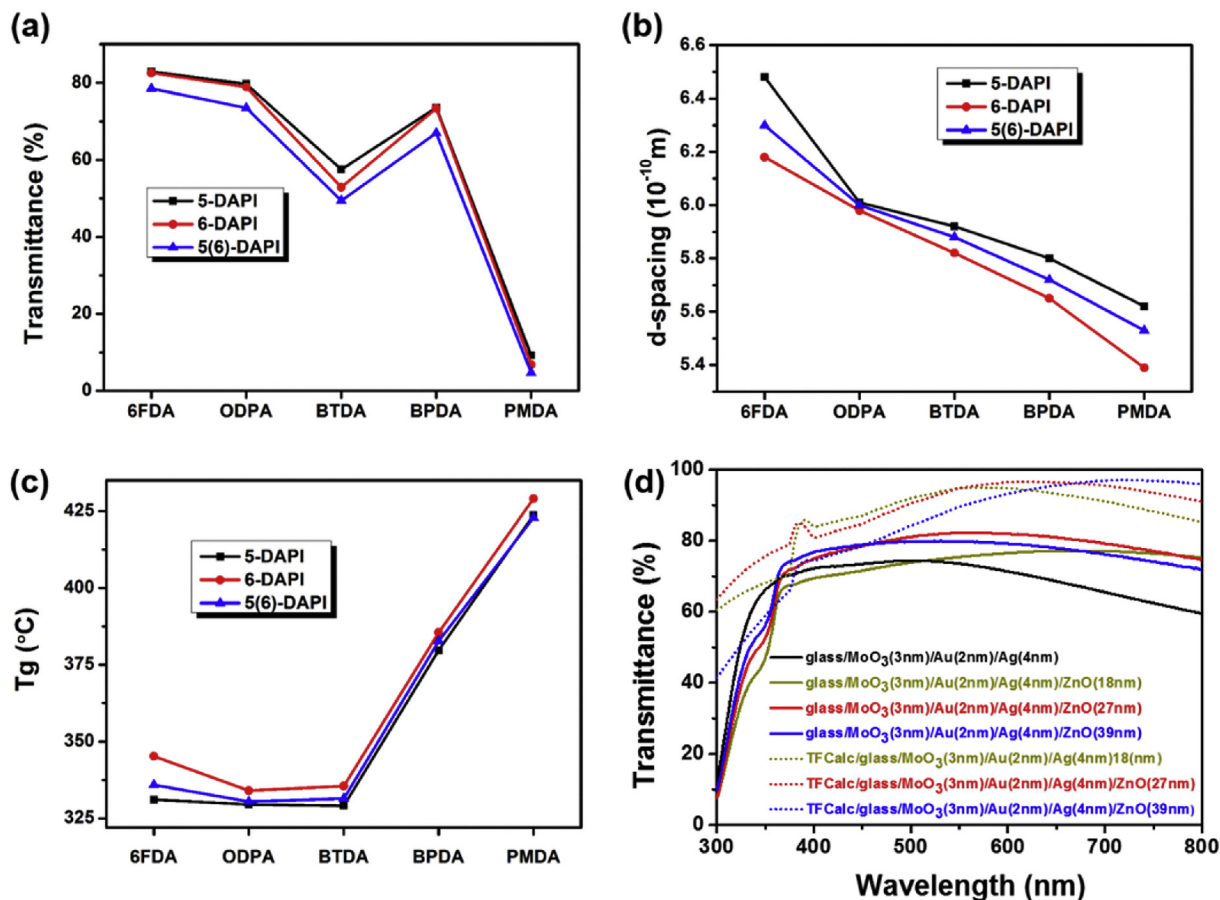 (a)
Transmittance (%)
80
60
40
20
0
5-DAPI
6-DAPI
5(6)-DAPI
6FDA ODPA BTDA BPDA PMDA
(b)
d-spacing (10⁻¹⁰m)
6.6
6.4
6.2
6.0
5.8
5.6
5.4
5-DAPI
6-DAPI
5(6)-DAPI
6FDA ODPA BTDA BPDA PMDA
(c)
Tg (°C)
425
400
375
350
325
5-DAPI
6-DAPI
5(6)-DAPI
6FDA ODPA BTDA BPDA PMDA
(d)
Transmittance (%)
100
80
60
40
20
0
glass/MoO₃(3nm)/Au(2nm)/Ag(4nm)
glass/MoO₃(3nm)/Au(2nm)/Ag(4nm)/ZnO(18nm)
glass/MoO₃(3nm)/Au(2nm)/Ag(4nm)/ZnO(27nm)
glass/MoO₃(3nm)/Au(2nm)/Ag(4nm)/ZnO(39nm)
TFCalc/glass/MoO₃(3nm)/Au(2nm)/Ag(4nm)18(nm)
TFCalc/glass/MoO₃(3nm)/Au(2nm)/Ag(4nm)/ZnO(27nm)
TFCalc/glass/MoO₃(3nm)/Au(2nm)/Ag(4nm)/ZnO(39nm)
300 400 500 600 700 800
Wavelength (nm)